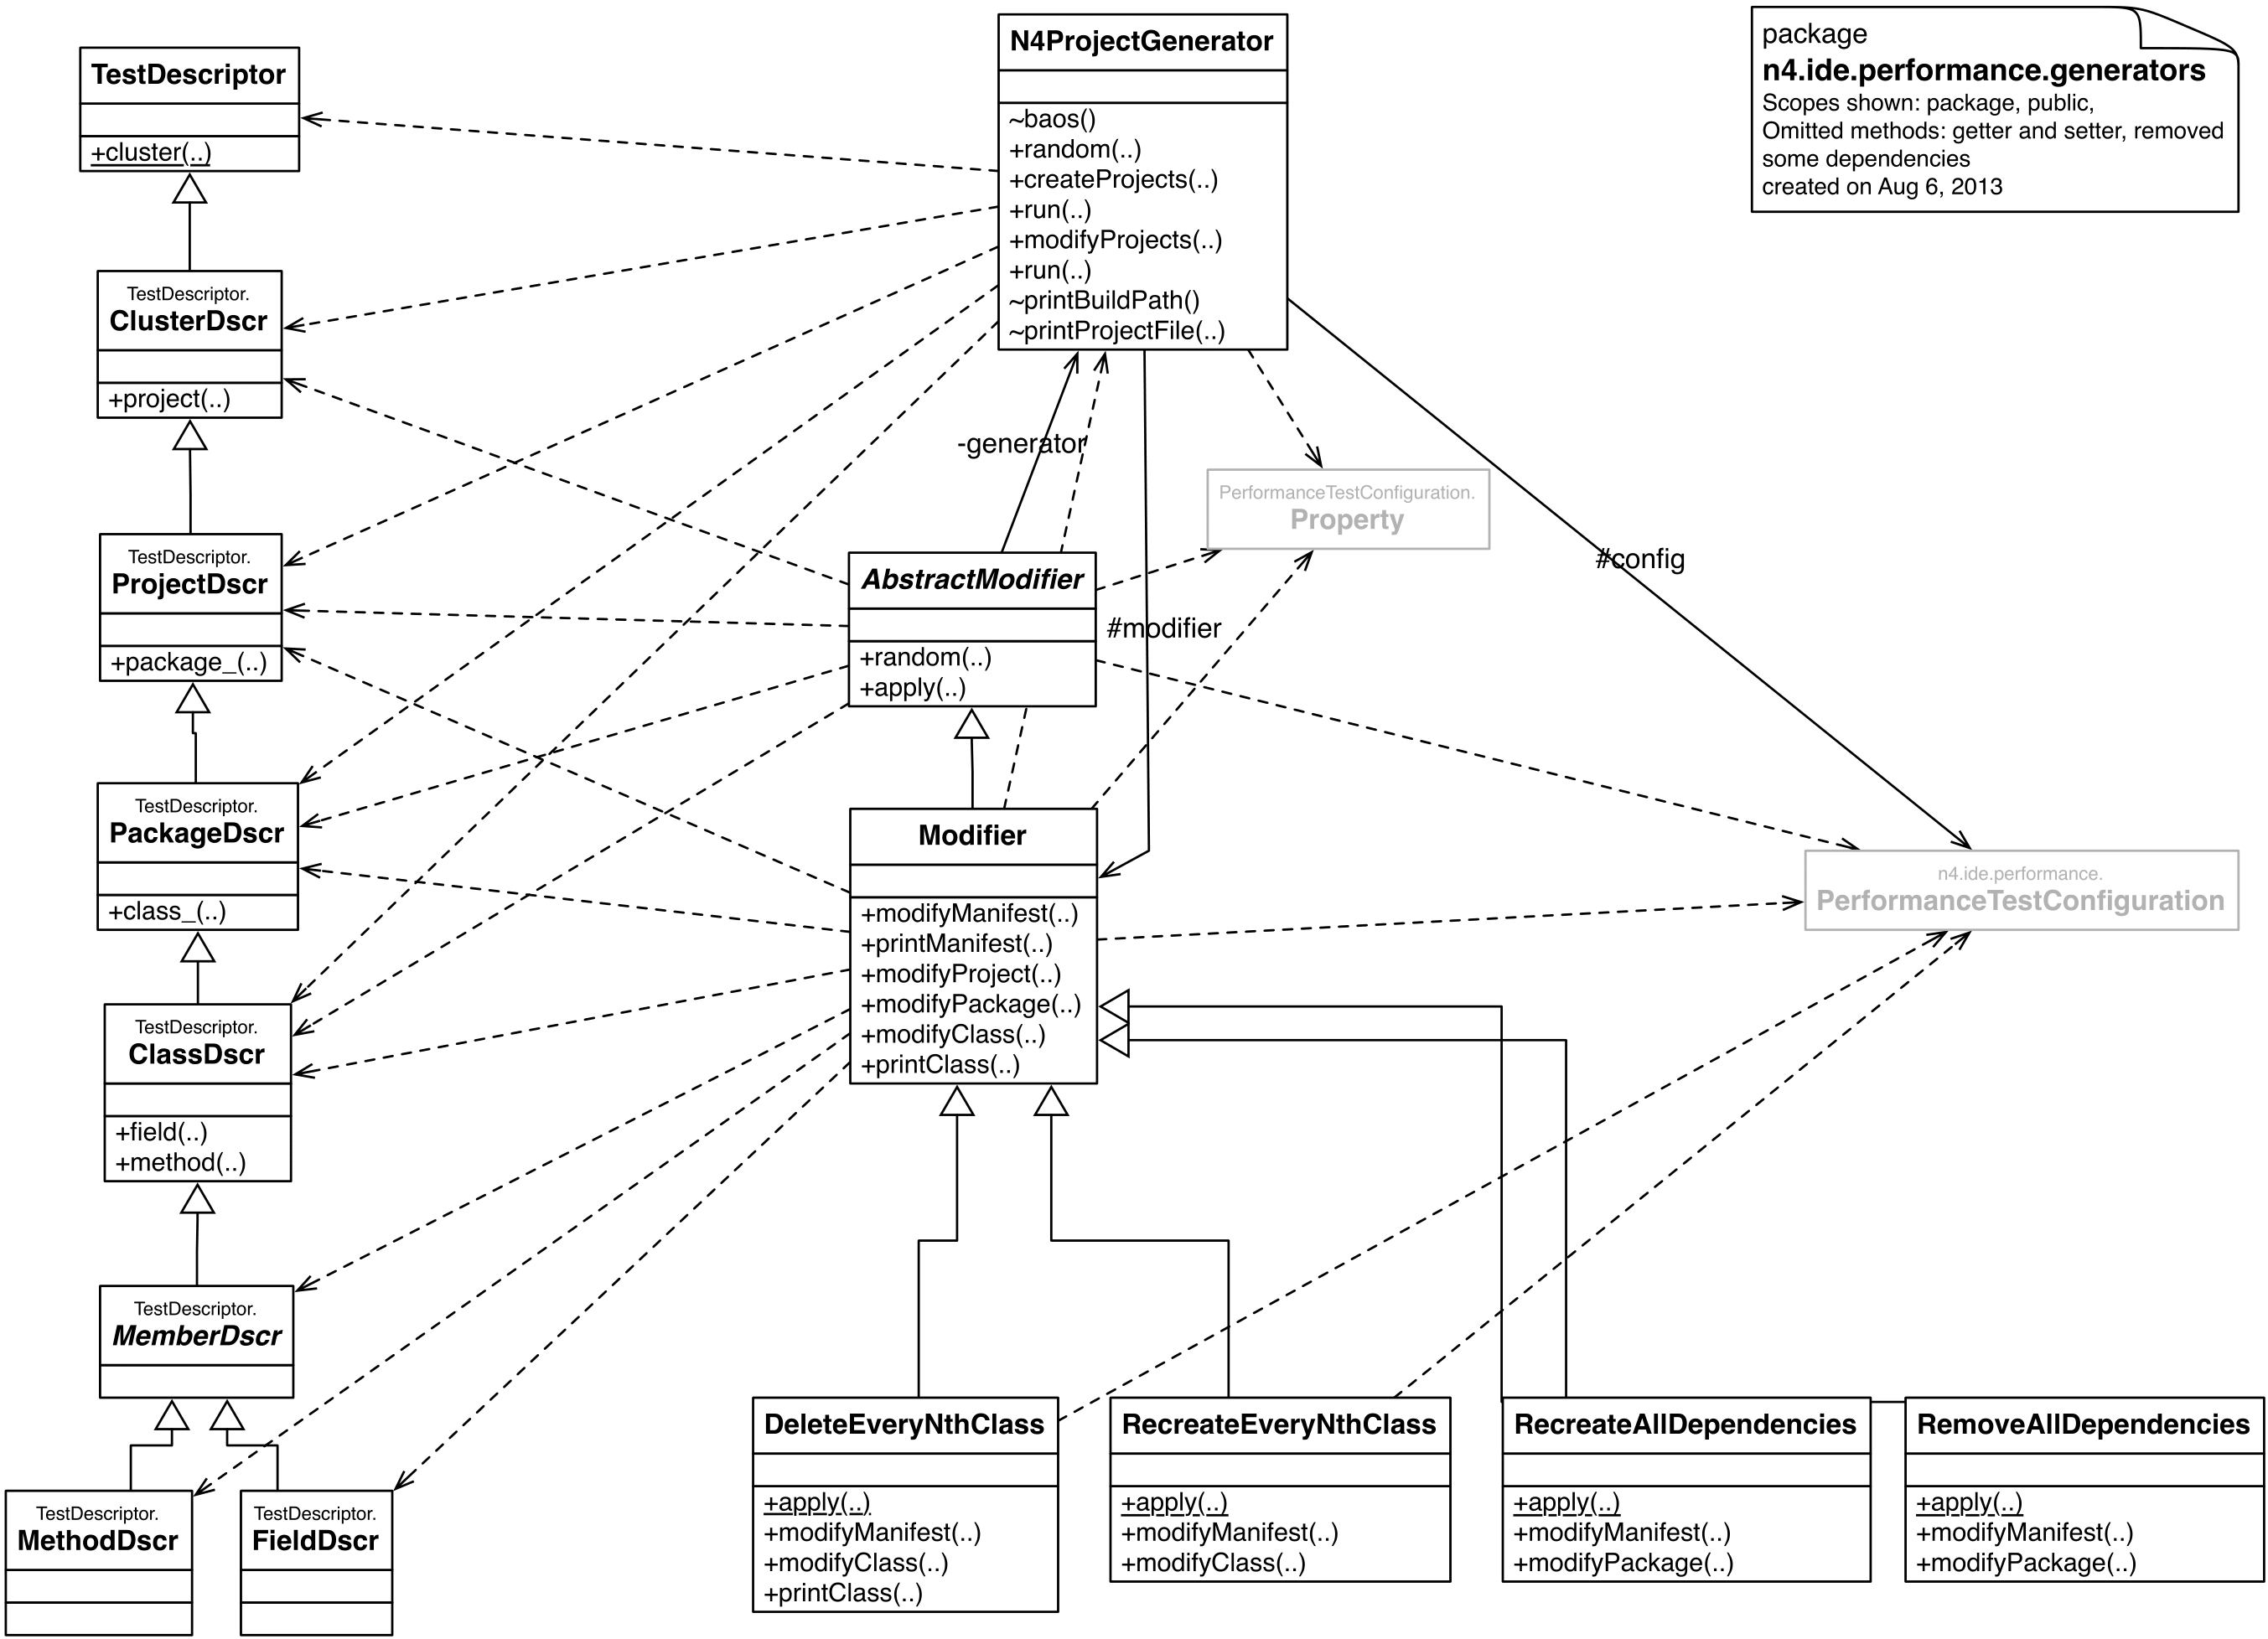 N4ProjectGenerator
~baos()
+random(..)
+createProjects(..)
+run(..)
+modifyProjects(..)
+run(..)
~printBuildPath()
~printProjectFile(..)
package
n4.ide.performance.generators
Scopes shown: package, public,
Omitted methods: getter and setter, removed
some dependencies
created on Aug 6, 2013
TestDescriptor
+cluster(..)
TestDescriptor.
ClusterDscr
+project(..)
-generator
PerformanceTestConfiguration.
Property
#config
TestDescriptor.
ProjectDscr
+package_(..)
AbstractModifier
+random(..)
+apply(..)
#modifier
TestDescriptor.
PackageDscr
+class_(..)
Modifier
+modifyManifest(..)
+printManifest(..)
+modifyProject(..)
+modifyPackage(..)
+modifyClass(..)
+printClass(..)
n4.ide.performance.
PerformanceTestConfiguration
TestDescriptor.
ClassDscr
+field(..)
+method(..)
TestDescriptor.
MemberDscr
TestDescriptor.
MethodDscr
TestDescriptor.
FieldDscr
DeleteEveryNthClass
+apply(..)
+modifyManifest(..)
+modifyClass(..)
+printClass(..)
RecreateEveryNthClass
+apply(..)
+modifyManifest(..)
+modifyClass(..)
RecreateAllDependencies
+apply(..)
+modifyManifest(..)
+modifyPackage(..)
RemoveAllDependencies
+apply(..)
+modifyManifest(..)
+modifyPackage(..)